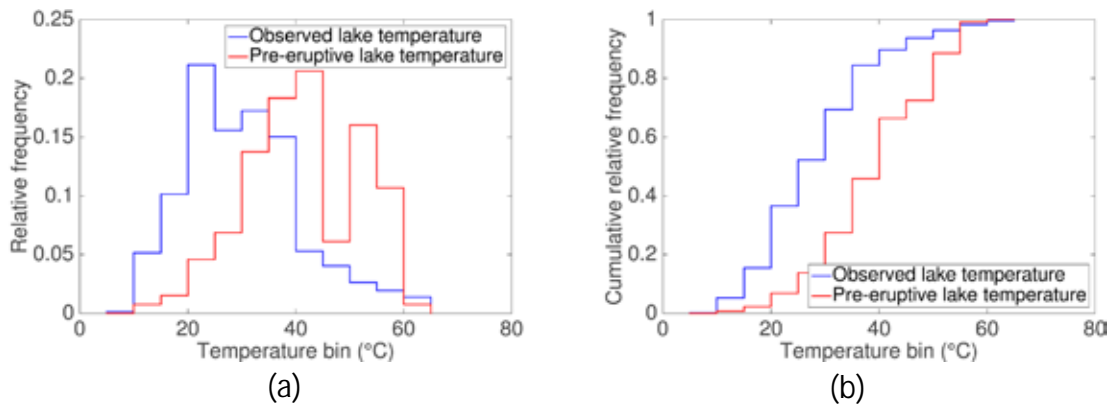 0.25
0.2
0.15
0.1
0.05
0
0 20 40 60 80
Relative frequency
Temperature bin (°C)
Observed lake temperature
Pre-eruptive lake temperature
(a)
1
0.8
0.6
0.4
0.2
0
0 20 40 60 80
Cumulative relative frequency
Temperature bin (°C)
Observed lake temperature
Pre-eruptive lake temperature
(b)